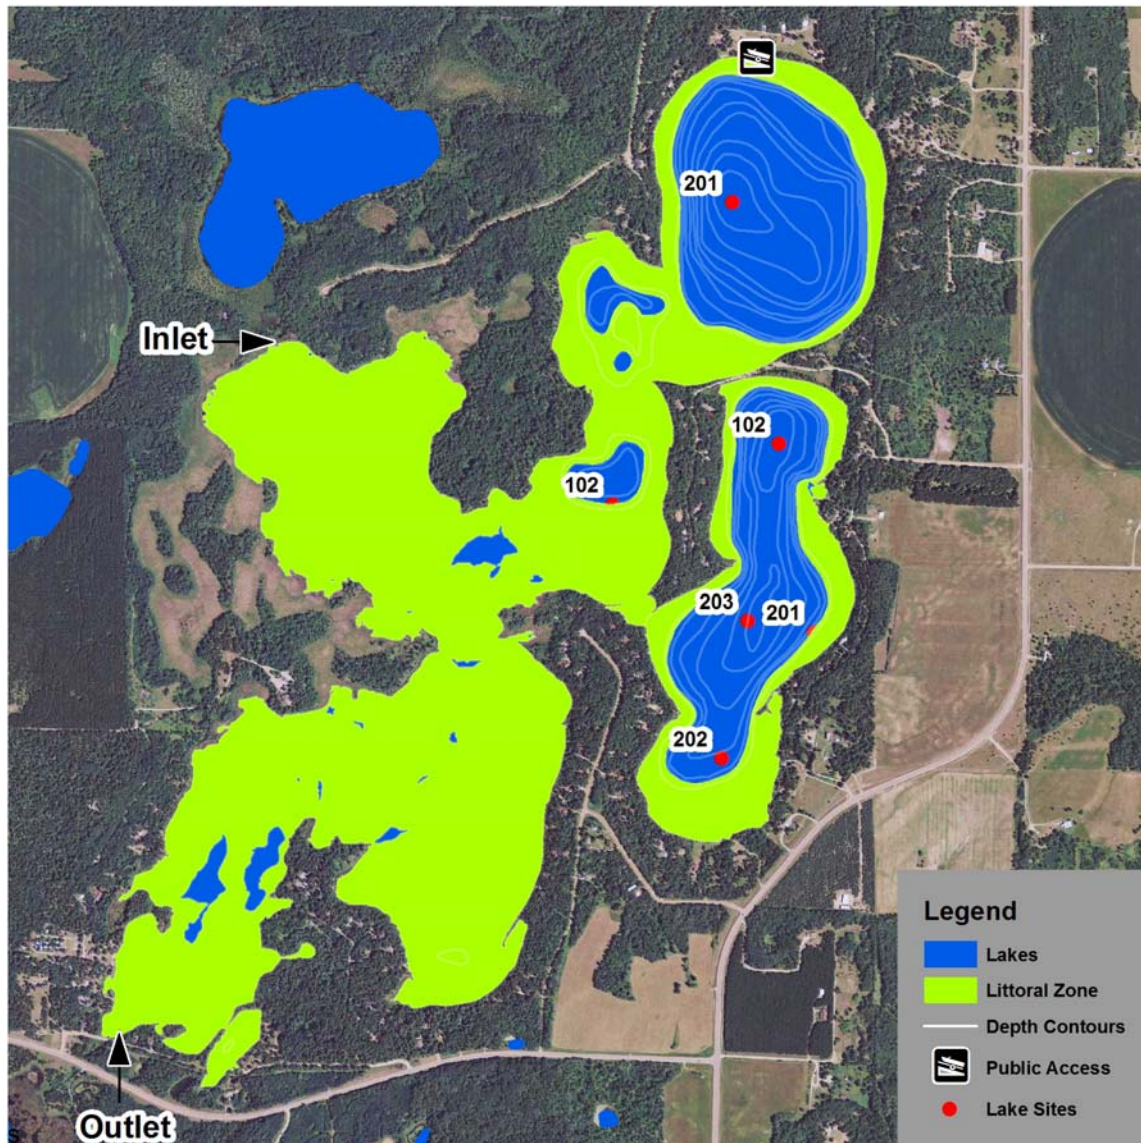 201
Inlet
102
102
203
201
202
Legend
Lakes
Littoral Zone
Depth Contours
Public Access
Lake Sites
Outlet